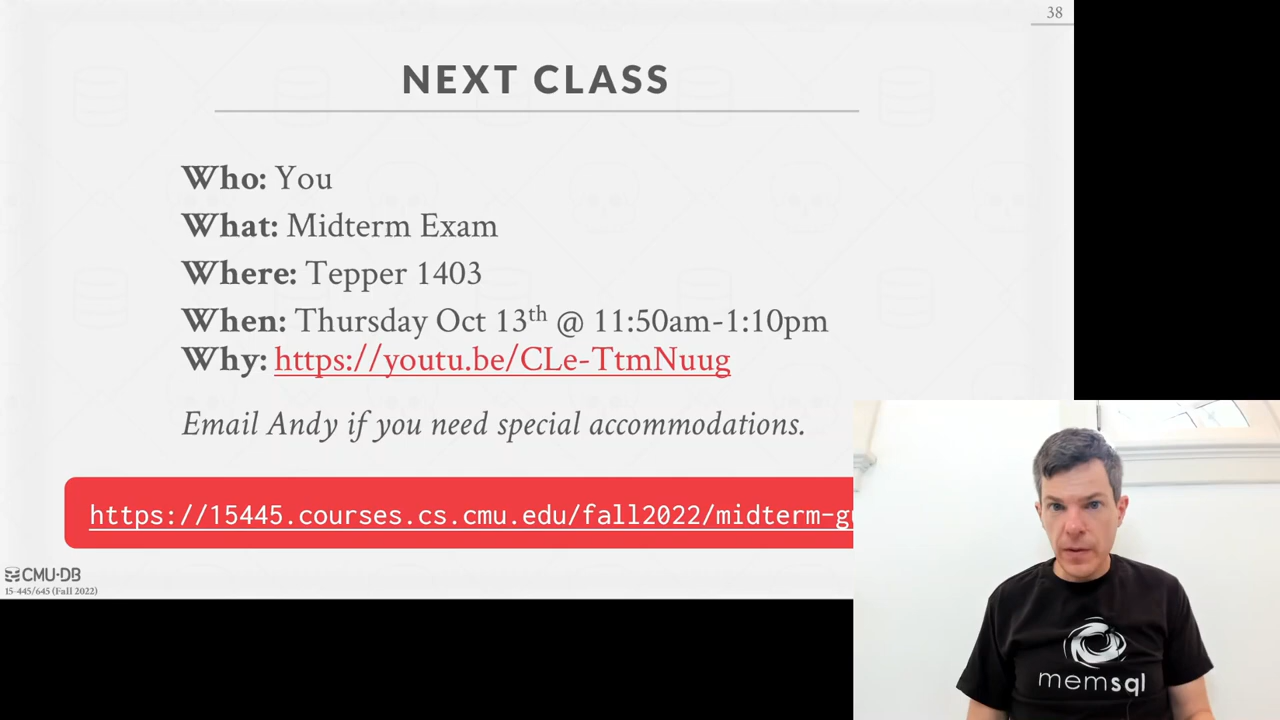 38
NEXT CLASS
Who: You
What: Midterm Exam
Where: Tepper 1403
When: Thursday Oct 13th @ 11:50am-1:10pm
Why: https://youtu.be/CLe-TtmNuug
Email Andy if you need special accommodations.
https://15445.courses.cs.cmu.edu/fall2022/midterm-g
CMU·DB
15-445/645 (Fall 2022)
memsql